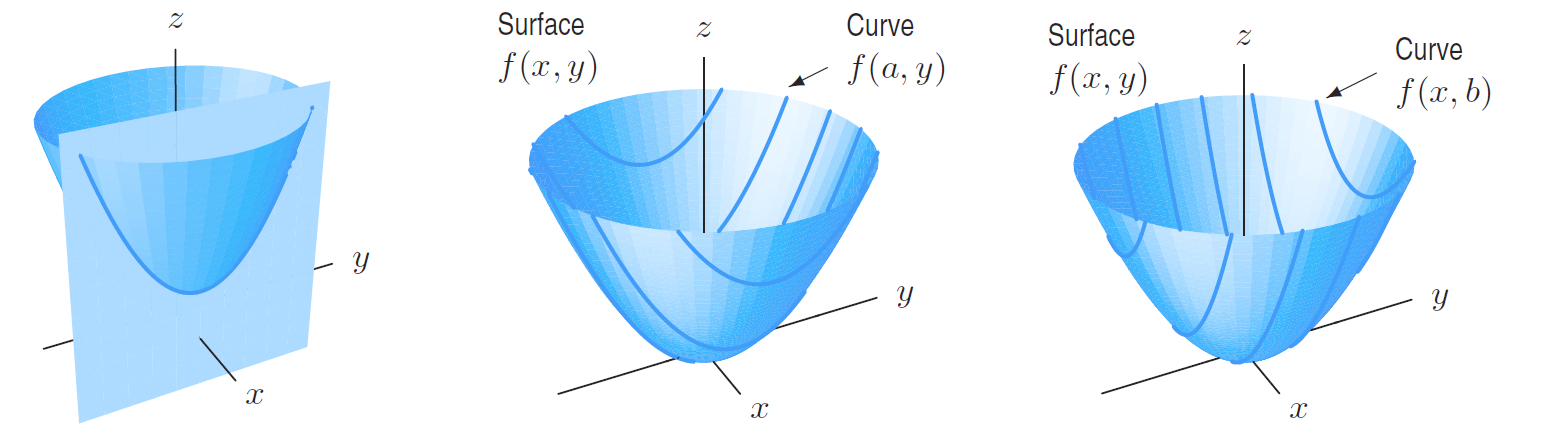 z
y
x
Surface
f(x, y)
z
Curve
f(a, y)
y
x
Surface
f(x, y)
z
Curve
f(x, b)
y
x